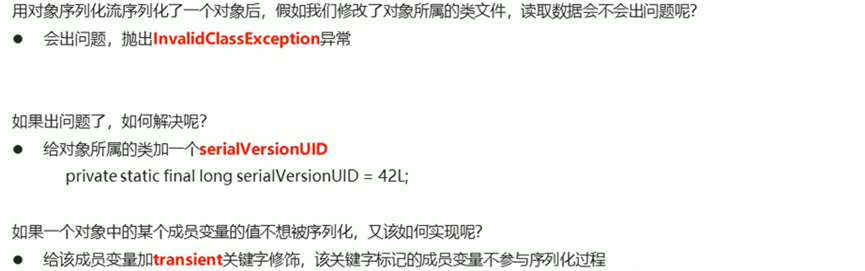 用对象序列化流序列化了一个对象后，假如我们修改了对象所属的类文件，读取数据会不会出问题呢？
● 会出问题，抛出InvalidClassException异常
如果出问题了，如何解决呢？
● 给对象所属的类加一个serialVersionUID
private static final long serialVersionUID = 42L;
如果一个对象中的某个成员变量的值不想被序列化，又该如何实现呢？
● 给该成员变量加transient关键字修饰，该关键字标记的成员变量不参与序列化过程